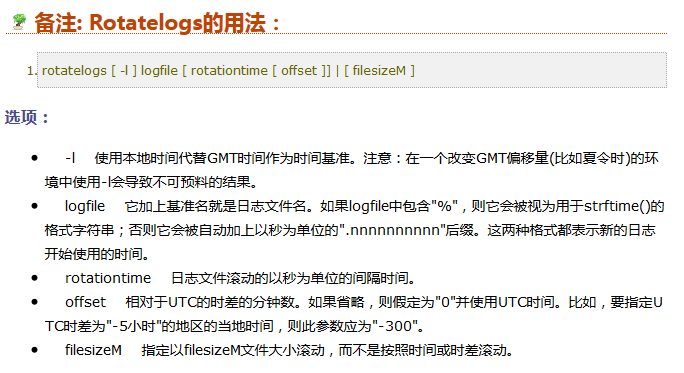 备注: Rotatelogs的用法：
1. rotatelogs [ -l ] logfile [ rotationtime [ offset ]] | [ filesizeM ]
选项：
-l 使用本地时间代替GMT时间作为时间基准。注意：在一个改变GMT偏移量(比如夏令时)的环
境中使用-l会导致不可预料的结果。
logfile 它加上基准名就是日志文件名。如果logfile中包含"%"，则它会被视为用于strftime()的
格式字符串；否则它会被自动加上以秒为单位的".nnnnnnnnnn"后缀。这两种格式都表示新的日志
开始使用的时间。
rotationtime 日志文件滚动的以秒为单位的间隔时间。
offset 相对于UTC的时差的分钟数。如果省略，则假定为"0"并使用UTC时间。比如，要指定U
TC时差为"-5小时"的地区的当地时间，则此参数应为"-300"。
filesizeM 指定以filesizeM文件大小滚动，而不是按照时间或时差滚动。